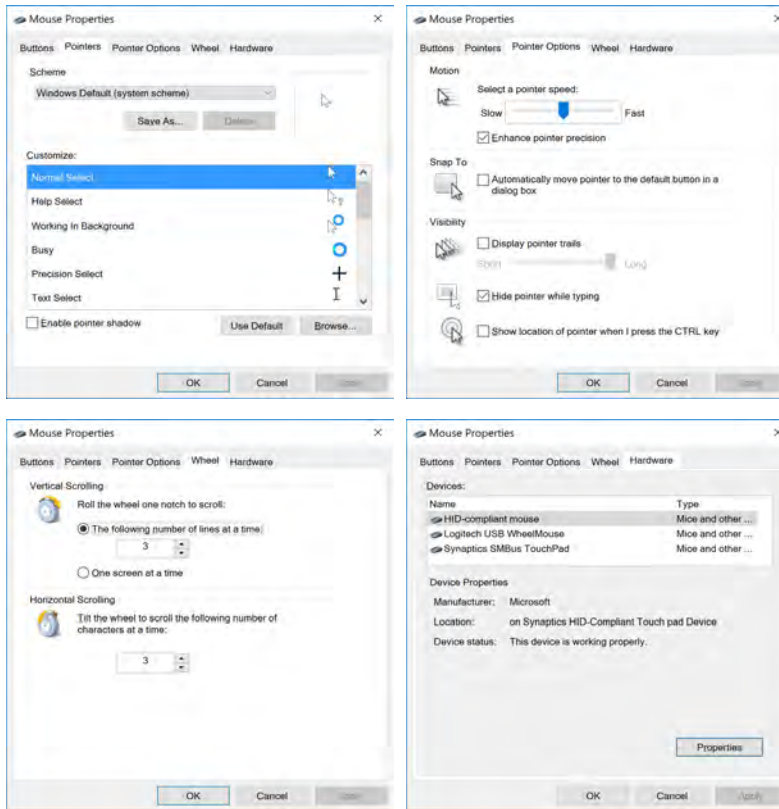 Mouse Properties
Buttons Pointers Pointer Options Wheel Hardware
Scheme
Windows Default (system scheme)
Save As... Delete
Customize:
Normal Select
Help Select
Working In Background
Busy
Precision Select
Text Select
Enable pointer shadow
Use Default Browse...
OK Cancel Apply
Mouse Properties
Buttons Pointers Pointer Options Wheel Hardware
Motion
Select a pointer speed:
Slow Fast
Enhance pointer precision
Snap To
Automatically move pointer to the default button in a
dialog box
Visibility
Display pointer trails
Short Long
Hide pointer while typing
Show location of pointer when I press the CTRL key
OK Cancel Apply
Mouse Properties
Buttons Pointers Pointer Options Wheel Hardware
Vertical Scrolling
Roll the wheel one notch to scroll:
The following number of lines at a time:
3
One screen at a time
Horizontal Scrolling
Tilt the wheel to scroll the following number of
characters at a time:
3
OK Cancel Apply
Mouse Properties
Buttons Pointers Pointer Options Wheel Hardware
Devices:
Name Type
HID-compliant mouse Mice and other ...
Logitech USB WheelMouse Mice and other ...
Synaptics SMBus TouchPad Mice and other ...
Device Properties
Manufacturer: Microsoft
Location: on Synaptics HID-Compliant Touch pad Device
Device status: This device is working properly.
Properties
OK Cancel Apply